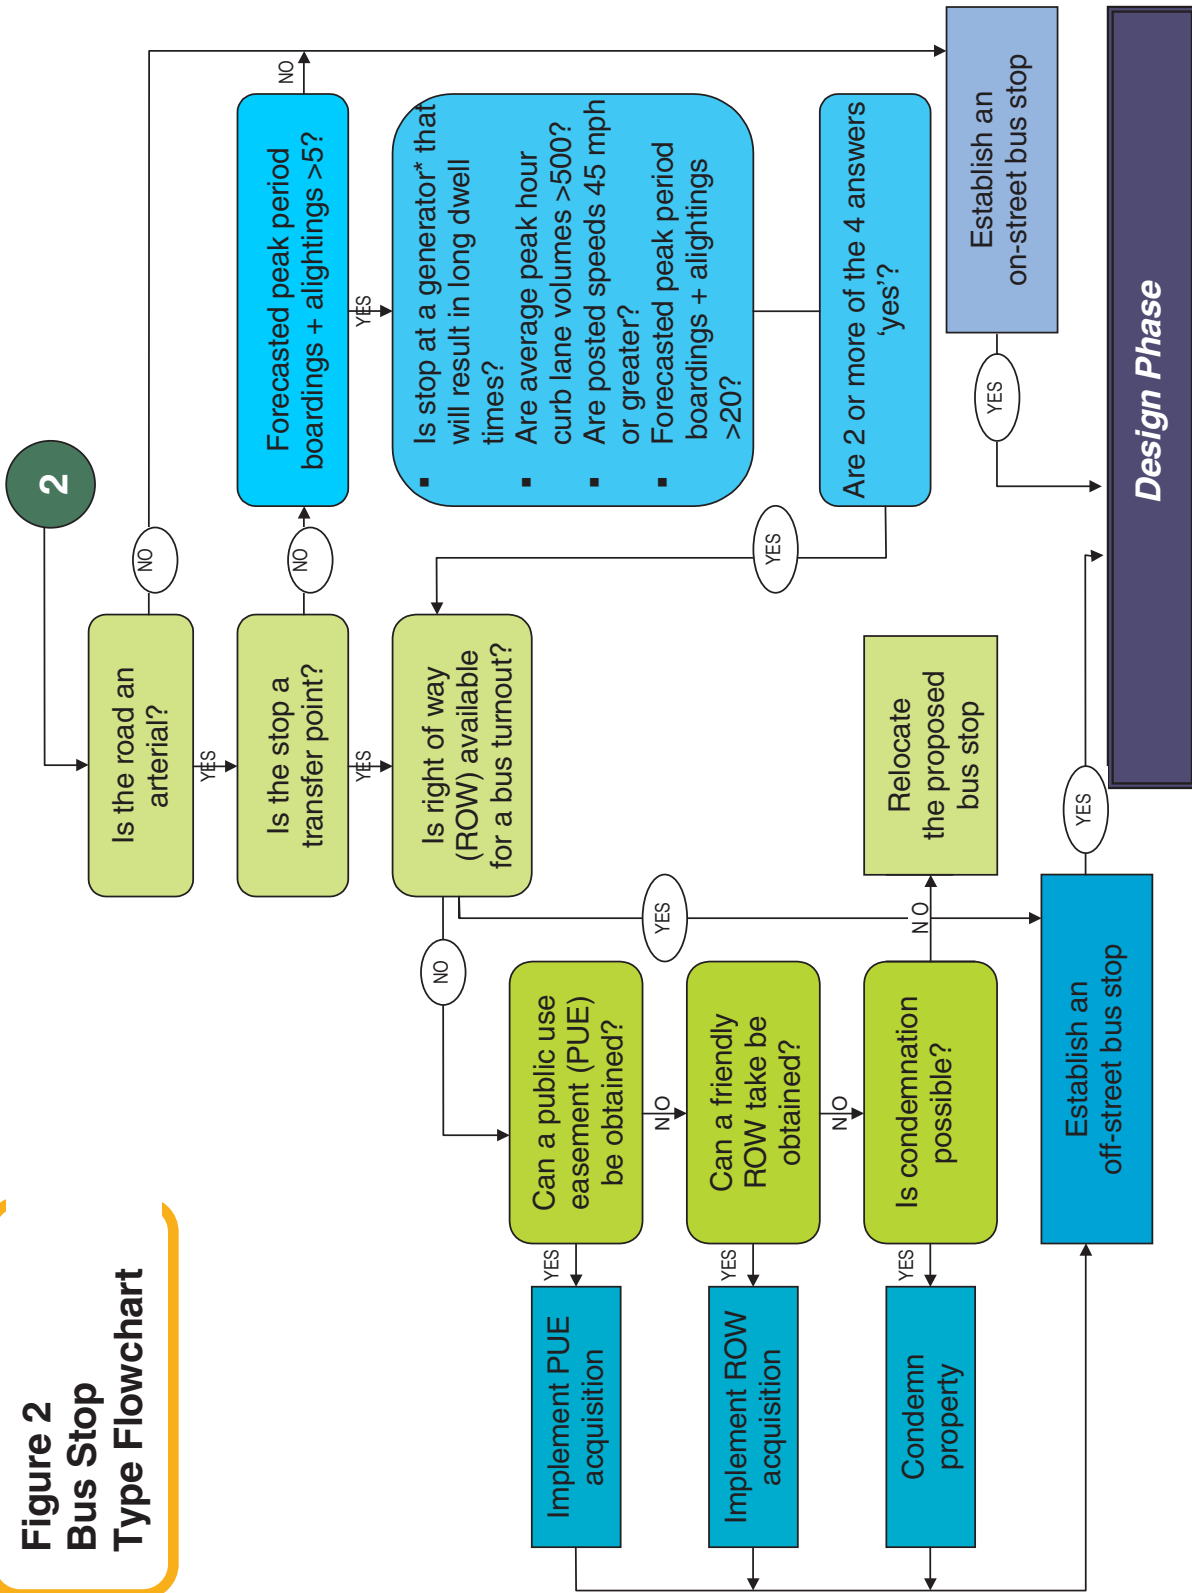 Figure 2
Bus Stop
Type Flowchart
2
Is the road an
arterial?
NO
YES
Is the stop a
transfer point?
NO
YES
Forecasted peak period
boardings + alightings >5?
NO
YES
▪ Is stop at a generator* that
will result in long dwell
times?
▪ Are average peak hour
curb lane volumes >500?
▪ Are posted speeds 45 mph
or greater?
▪ Forecasted peak period
boardings + alightings
>20?
Are 2 or more of the 4 answers
‘yes’?
YES
Is right of way
(ROW) available
for a bus turnout?
NO
YES
Can a public use
easement (PUE)
be obtained?
YES
NO
Implement PUE
acquisition
Can a friendly
ROW take be
obtained?
YES
NO
Implement ROW
acquisition
Is condemnation
possible?
YES
NO
Condemn
property
Relocate
the proposed
bus stop
Establish an
on-street bus stop
YES
Establish an
off-street bus stop
YES
Design Phase